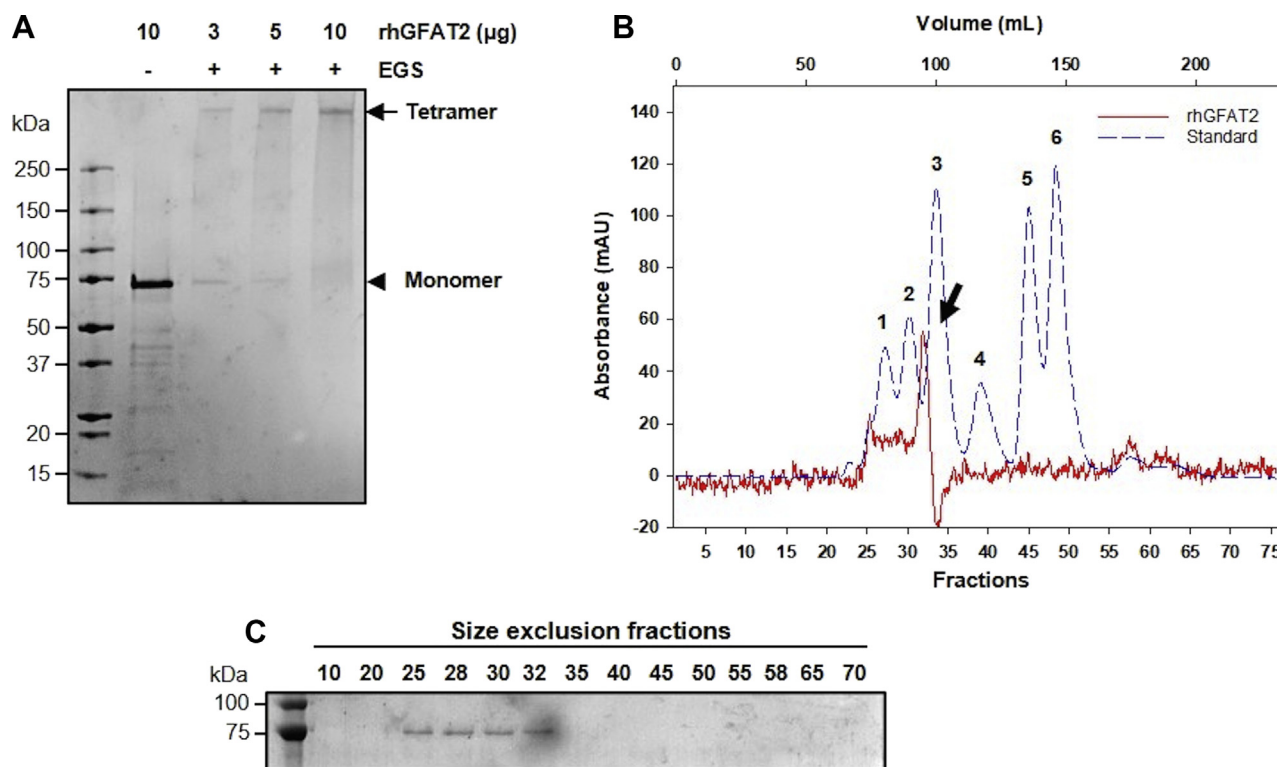 A
10 3 5 10 rhGFAT2 (µg)
- + + + EGS
kDa
Tetramer
250
150
100
75
Monomer
50
37
20
15
B
Volume (mL)
0 50 100 150 200
140
120
100
80
60
40
20
0
-20
Absorbance (mAU)
rhGFAT2
Standard
1 2 3 4 5 6
5 10 15 20 25 30 35 40 45 50 55 60 65 70 75
Fractions
C
Size exclusion fractions
kDa 10 20 25 28 30 32 35 40 45 50 55 58 65 70
100
75